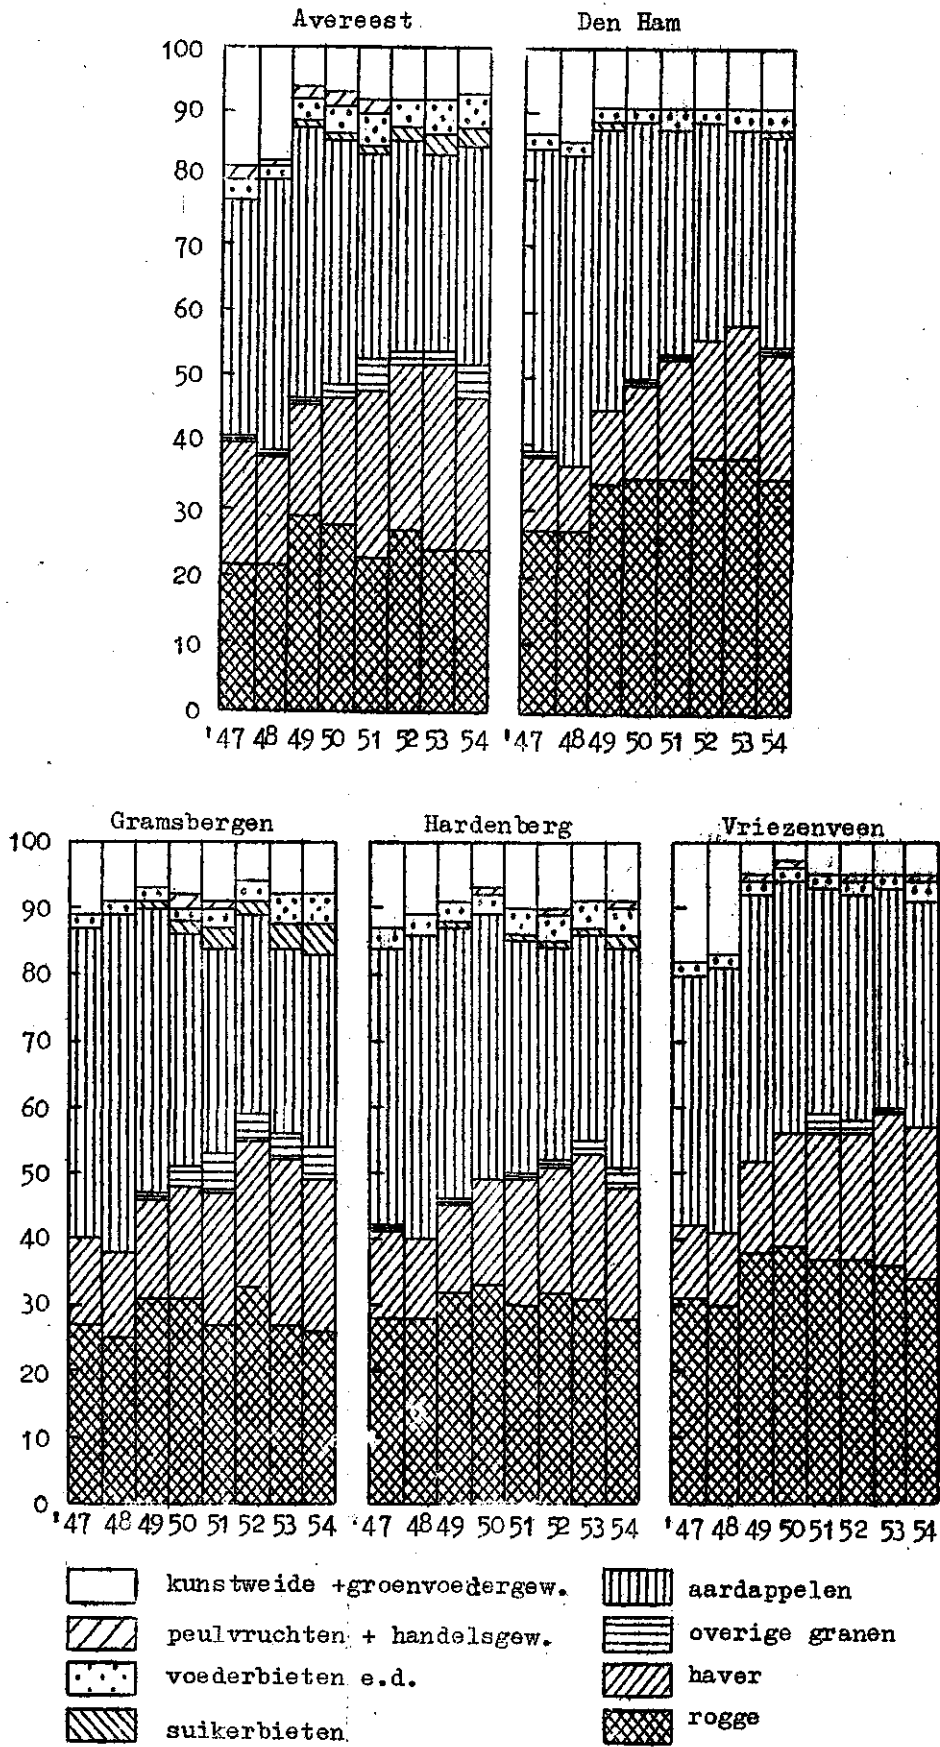 Avereest Den Ham
100
90
80
70
60
50
40
30
20
10
0
'47 48 49 50 51 52 53 54 '47 48 49 50 51 52 53 54
Gramsbergen Hardenberg Vriezenveen
100
90
80
70
60
50
40
30
20
10
0
'47 48 49 50 51 52 53 54 '47 48 49 50 51 52 53 54 '47 48 49 50 51 52 53 54
kunstweide +groenvoedergew. aardappelen
peulvruchten + handelsgew. overige granen
voederbieten e.d. haver
suikerbieten rogge